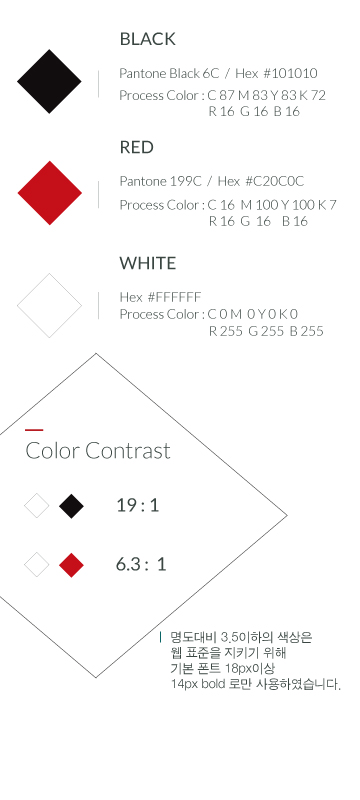 BLACK
Pantone Black 6C / Hex #101010
Process Color : C 87 M 83 Y 83 K 72
R 16 G 16 B 16
RED
Pantone 199C / Hex #C20C0C
Process Color : C 16 M 100 Y 100 K 7
R 16 G 16 B 16
WHITE
Hex #FFFFFF
Process Color : C 0 M 0 Y 0 K 0
R 255 G 255 B 255
Color Contrast
19 : 1
6.3 : 1
명도대비 3.5이하의 색상은
웹 표준을 지키기 위해
기본 폰트 18px이상
14px bold 로만 사용하였습니다.